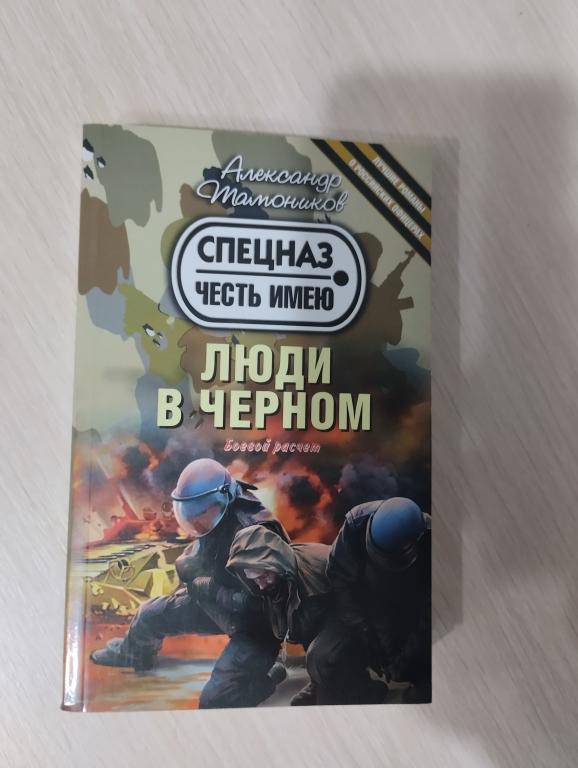 Александр
Тамоников
ЛУЧШИЕ РОМАНЫ
О РОССИЙСКИХ ОФИЦЕРАХ
СПЕЦНАЗ
ЧЕСТЬ ИМЕЮ
ЛЮДИ
В ЧЕРНОМ
Боевой расчет